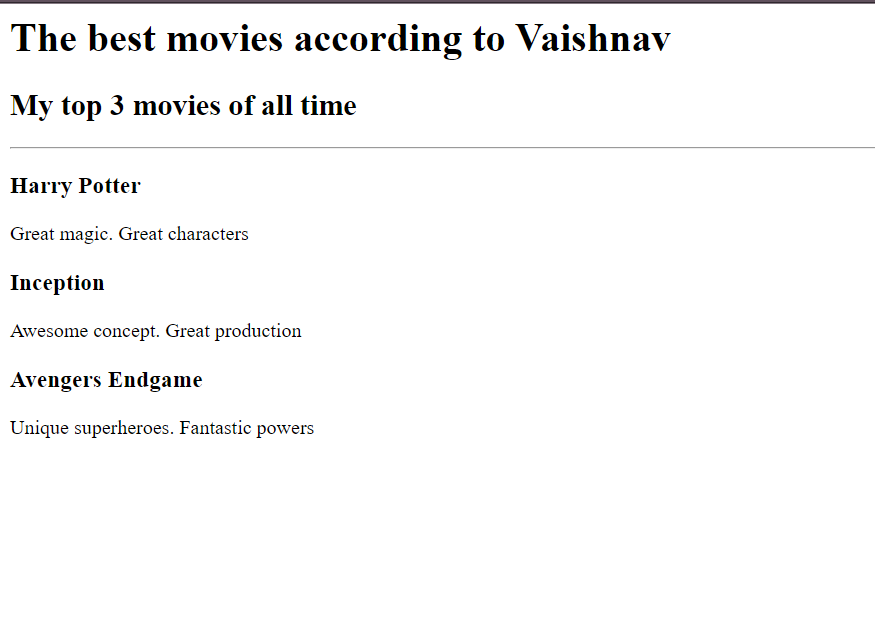 The best movies according to Vaishnav
My top 3 movies of all time
Harry Potter
Great magic. Great characters
Inception
Awesome concept. Great production
Avengers Endgame
Unique superheroes. Fantastic powers